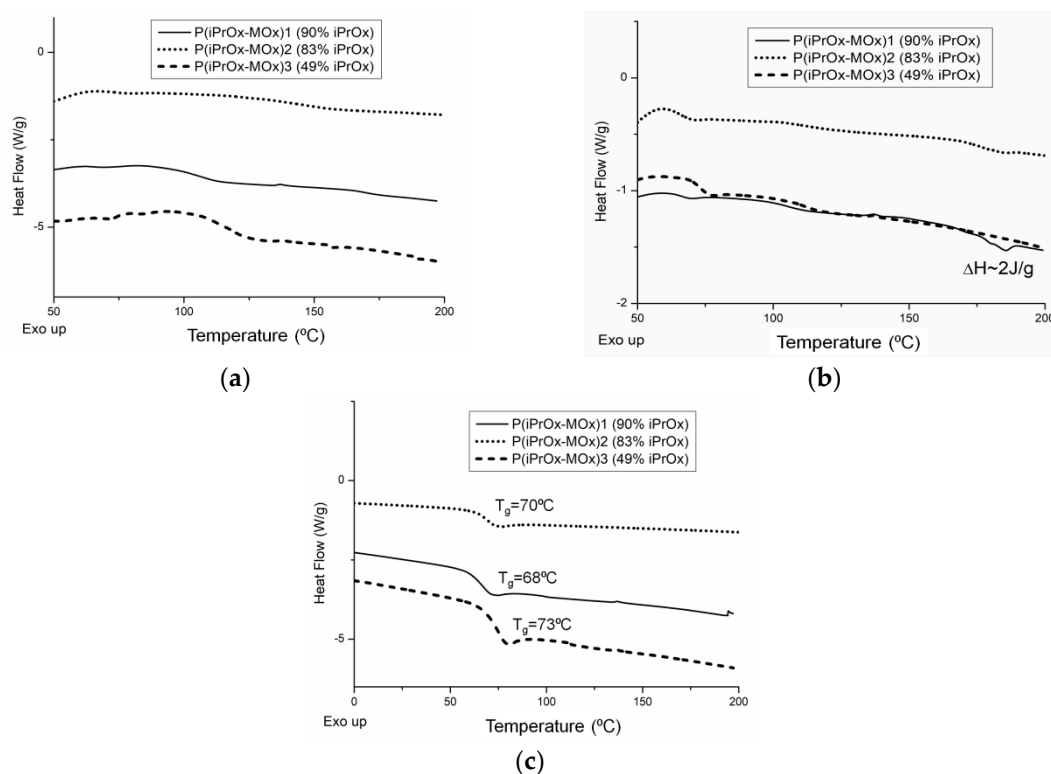 P(iPrOx-MOx)1 (90% iPrOx)
P(iPrOx-MOx)2 (83% iPrOx)
P(iPrOx-MOx)3 (49% iPrOx)
0
-5
Heat Flow (W/g)
50
100
150
200
Exo up
Temperature (ºC)
(a)
P(iPrOx-MOx)1 (90% iPrOx)
P(iPrOx-MOx)2 (83% iPrOx)
P(iPrOx-MOx)3 (49% iPrOx)
0
-1
-2
Heat Flow (W/g)
ΔH~2J/g
50
100
150
200
Exo up
Temperature (ºC)
(b)
P(iPrOx-MOx)1 (90% iPrOx)
P(iPrOx-MOx)2 (83% iPrOx)
P(iPrOx-MOx)3 (49% iPrOx)
0
-5
Heat Flow (W/g)
Tg=70ºC
Tg=68ºC
Tg=73ºC
0
50
100
150
200
Exo up
Temperature (ºC)
(c)